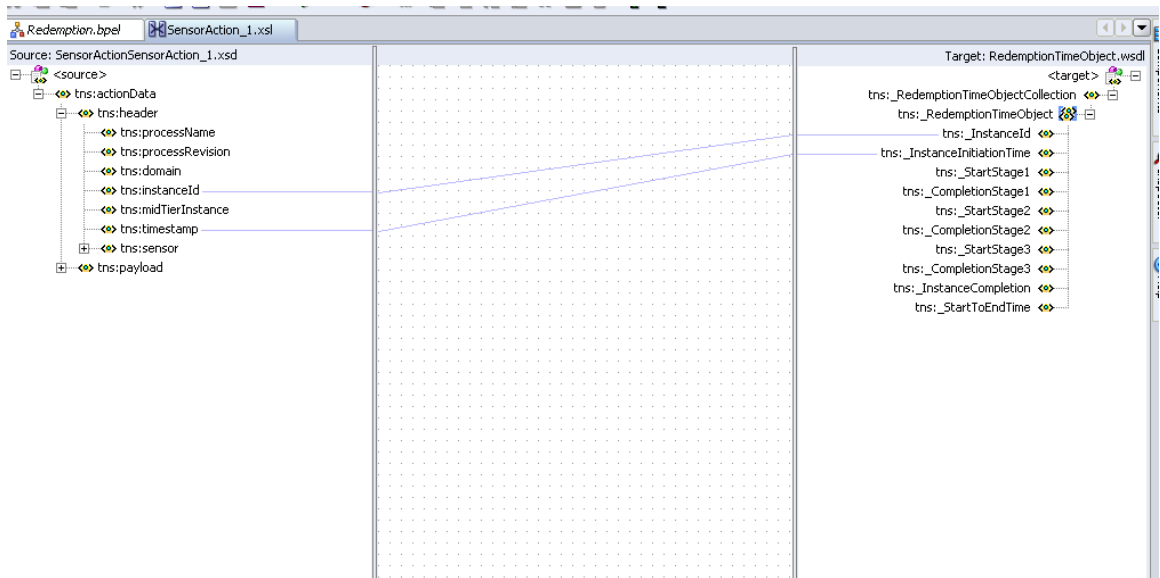 Redemption.bpel
SensorAction_1.xsl
Source: SensorActionSensorAction_1.xsd
<source>
tns:actionData
tns:header
tns:processName
tns:processRevision
tns:domain
tns:instanceId
tns:midTierInstance
tns:timestamp
tns:sensor
tns:payload
Target: RedemptionTimeObject.wsdl
<target>
tns:_RedemptionTimeObjectCollection
tns:_RedemptionTimeObject
tns:_InstanceId
tns:_InstanceInitiationTime
tns:_StartStage1
tns:_CompletionStage1
tns:_StartStage2
tns:_CompletionStage2
tns:_StartStage3
tns:_CompletionStage3
tns:_InstanceCompletion
tns:_StartToEndTime